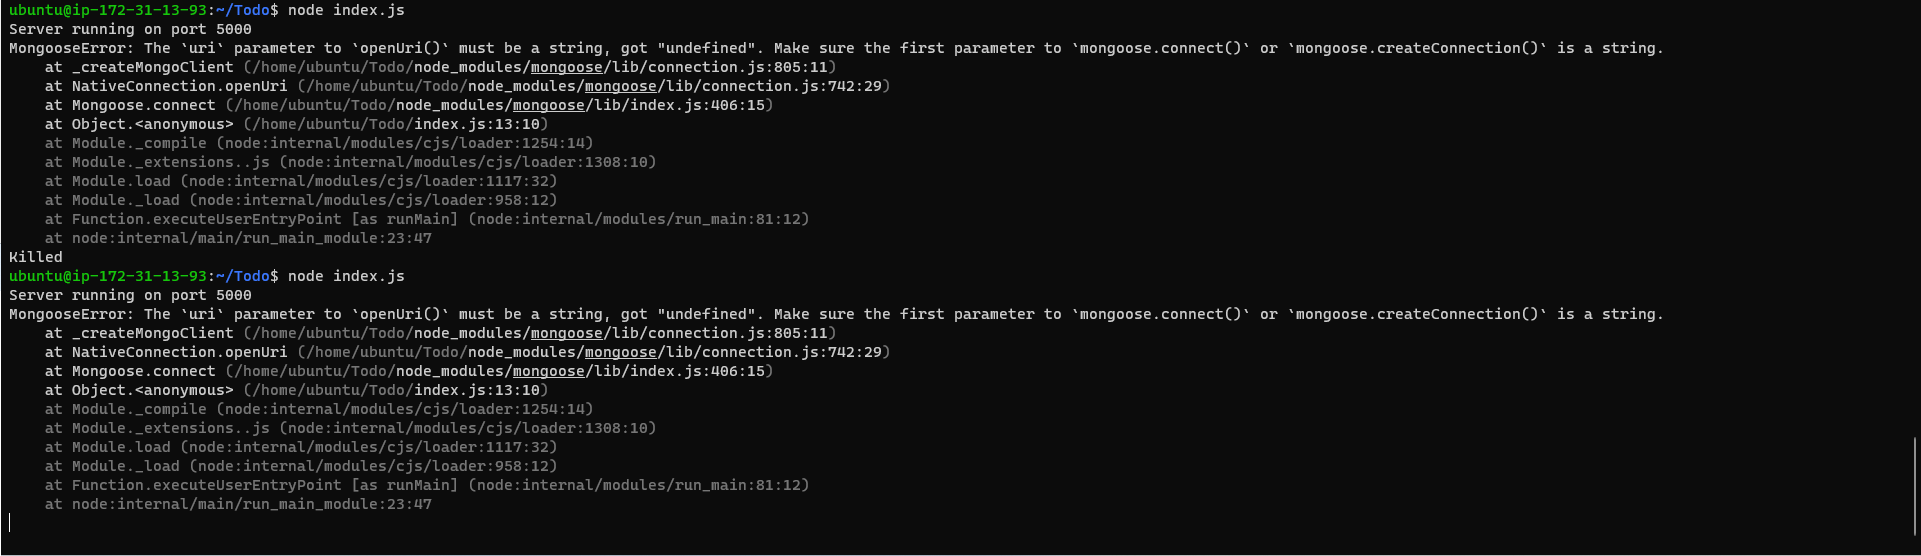 ubuntu@ip-172-31-13-93:~/Todo$ node index.js
Server running on port 5000
MongooseError: The `uri` parameter to `openUri()` must be a string, got "undefined". Make sure the first parameter to `mongoose.connect()` or `mongoose.createConnection()` is a string.
    at _createMongoClient (/home/ubuntu/Todo/node_modules/mongoose/lib/connection.js:805:11)
    at NativeConnection.openUri (/home/ubuntu/Todo/node_modules/mongoose/lib/connection.js:742:29)
    at Mongoose.connect (/home/ubuntu/Todo/node_modules/mongoose/lib/index.js:406:15)
    at Object.<anonymous> (/home/ubuntu/Todo/index.js:13:10)
    at Module._compile (node:internal/modules/cjs/loader:1254:14)
    at Module._extensions..js (node:internal/modules/cjs/loader:1308:10)
    at Module.load (node:internal/modules/cjs/loader:1117:32)
    at Module._load (node:internal/modules/cjs/loader:958:12)
    at Function.executeUserEntryPoint [as runMain] (node:internal/modules/run_main:81:12)
    at node:internal/main/run_main_module:23:47
Killed
ubuntu@ip-172-31-13-93:~/Todo$ node index.js
Server running on port 5000
MongooseError: The `uri` parameter to `openUri()` must be a string, got "undefined". Make sure the first parameter to `mongoose.connect()` or `mongoose.createConnection()` is a string.
    at _createMongoClient (/home/ubuntu/Todo/node_modules/mongoose/lib/connection.js:805:11)
    at NativeConnection.openUri (/home/ubuntu/Todo/node_modules/mongoose/lib/connection.js:742:29)
    at Mongoose.connect (/home/ubuntu/Todo/node_modules/mongoose/lib/index.js:406:15)
    at Object.<anonymous> (/home/ubuntu/Todo/index.js:13:10)
    at Module._compile (node:internal/modules/cjs/loader:1254:14)
    at Module._extensions..js (node:internal/modules/cjs/loader:1308:10)
    at Module.load (node:internal/modules/cjs/loader:1117:32)
    at Module._load (node:internal/modules/cjs/loader:958:12)
    at Function.executeUserEntryPoint [as runMain] (node:internal/modules/run_main:81:12)
    at node:internal/main/run_main_module:23:47